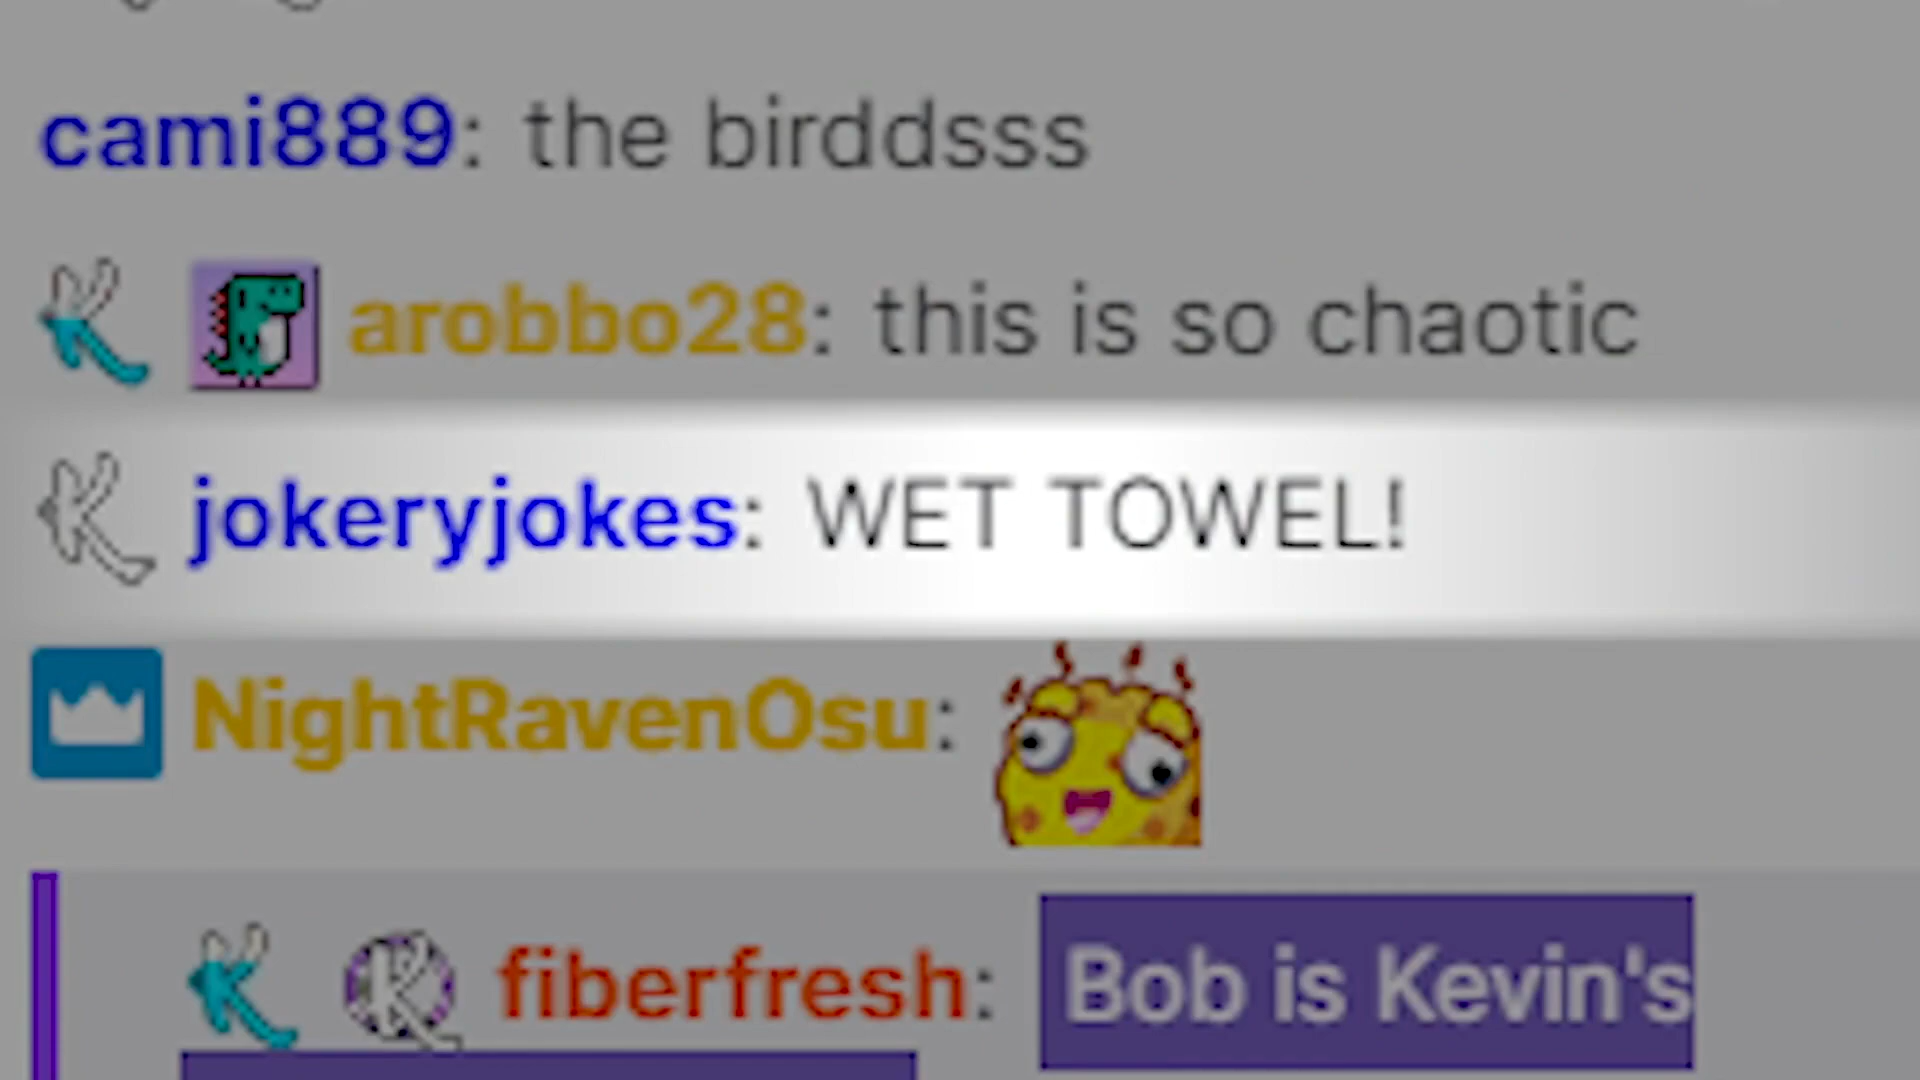 cami889: the birddsss
arobbo28: this is so chaotic
jokeryjokes: WET TOWEL!
NightRavenOsu:
fiberfresh: Bob is Kevin's